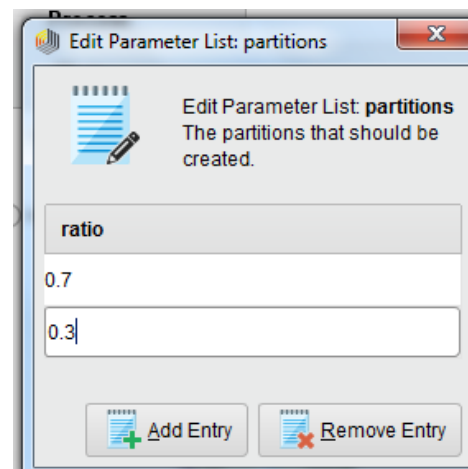 Process
Edit Parameter List: partitions
Edit Parameter List: partitions
The partitions that should be
created.
ratio
0.7
0.3
Add Entry
Remove Entry